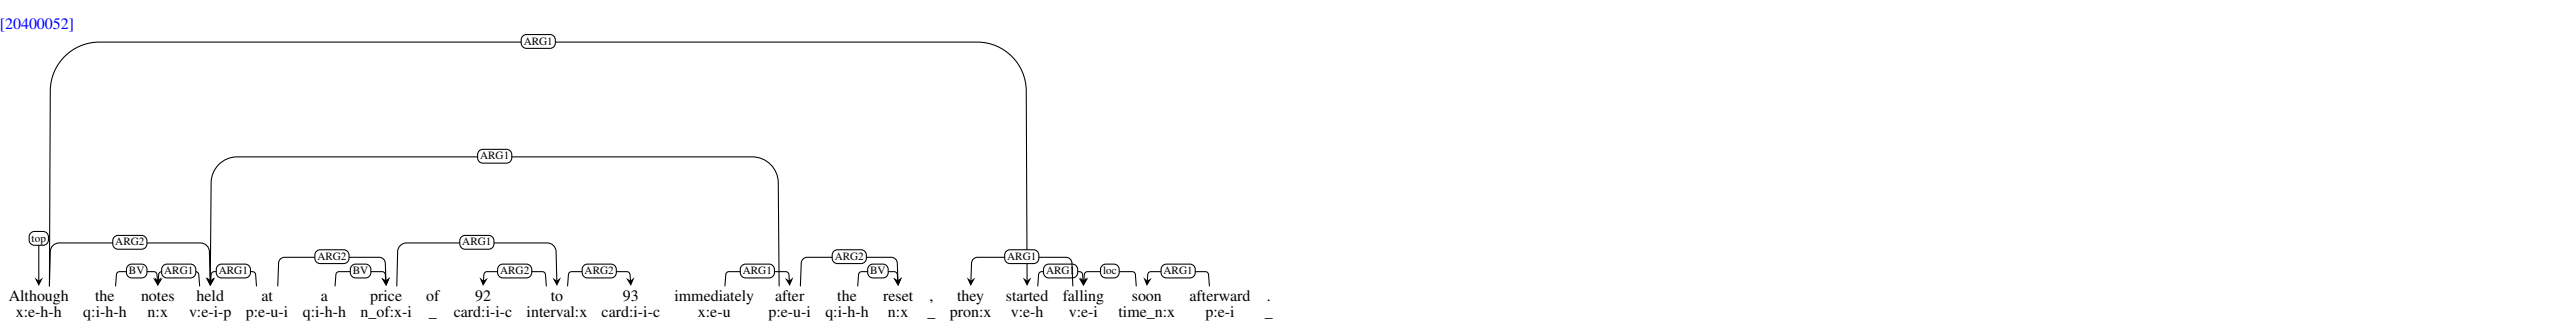 [20400052]
ARG1
ARG1
top ARG2 ARG1
ARG2 ARG2 ARG1
BV ARG1 ARG1 BV ARG2 ARG2 ARG1 BV ARG1 loc ARG1
Although the notes held at a price of 92 to 93 immediately after the reset , they started falling soon afterward .
x:e-h-h q:i-h-h n:x v:e-i-p p:e-u-i q:i-h-h n_of:x-i _ card:i-i-c interval:x card:i-i-c x:e-u p:e-u-i q:i-h-h n:x _ pron:x v:e-h v:e-i time_n:x p:e-i _